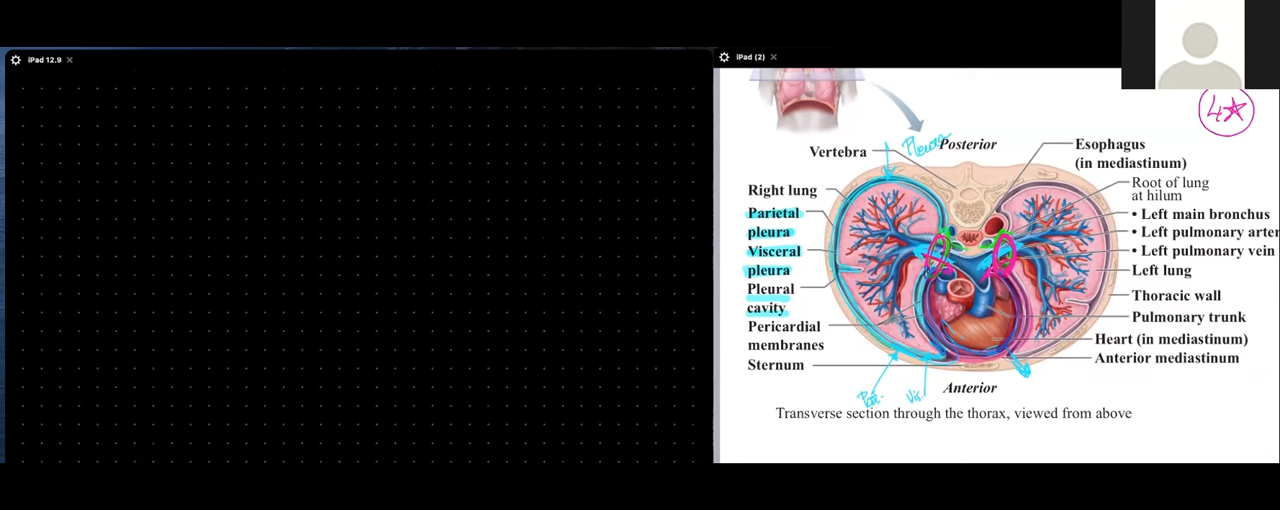 iPad 12.9
iPad (2)
4
Pleura
Posterior
Vertebra
Esophagus
(in mediastinum)
Right lung
Root of lung
at hilum
Parietal
pleura
• Left main bronchus
• Left pulmonary arter
Visceral
pleura
• Left pulmonary vein
Left lung
Pleural
cavity
Thoracic wall
Pericardial
membranes
Pulmonary trunk
Heart (in mediastinum)
Sternum
Anterior mediastinum
Anterior
Par.
Vis.
Transverse section through the thorax, viewed from above